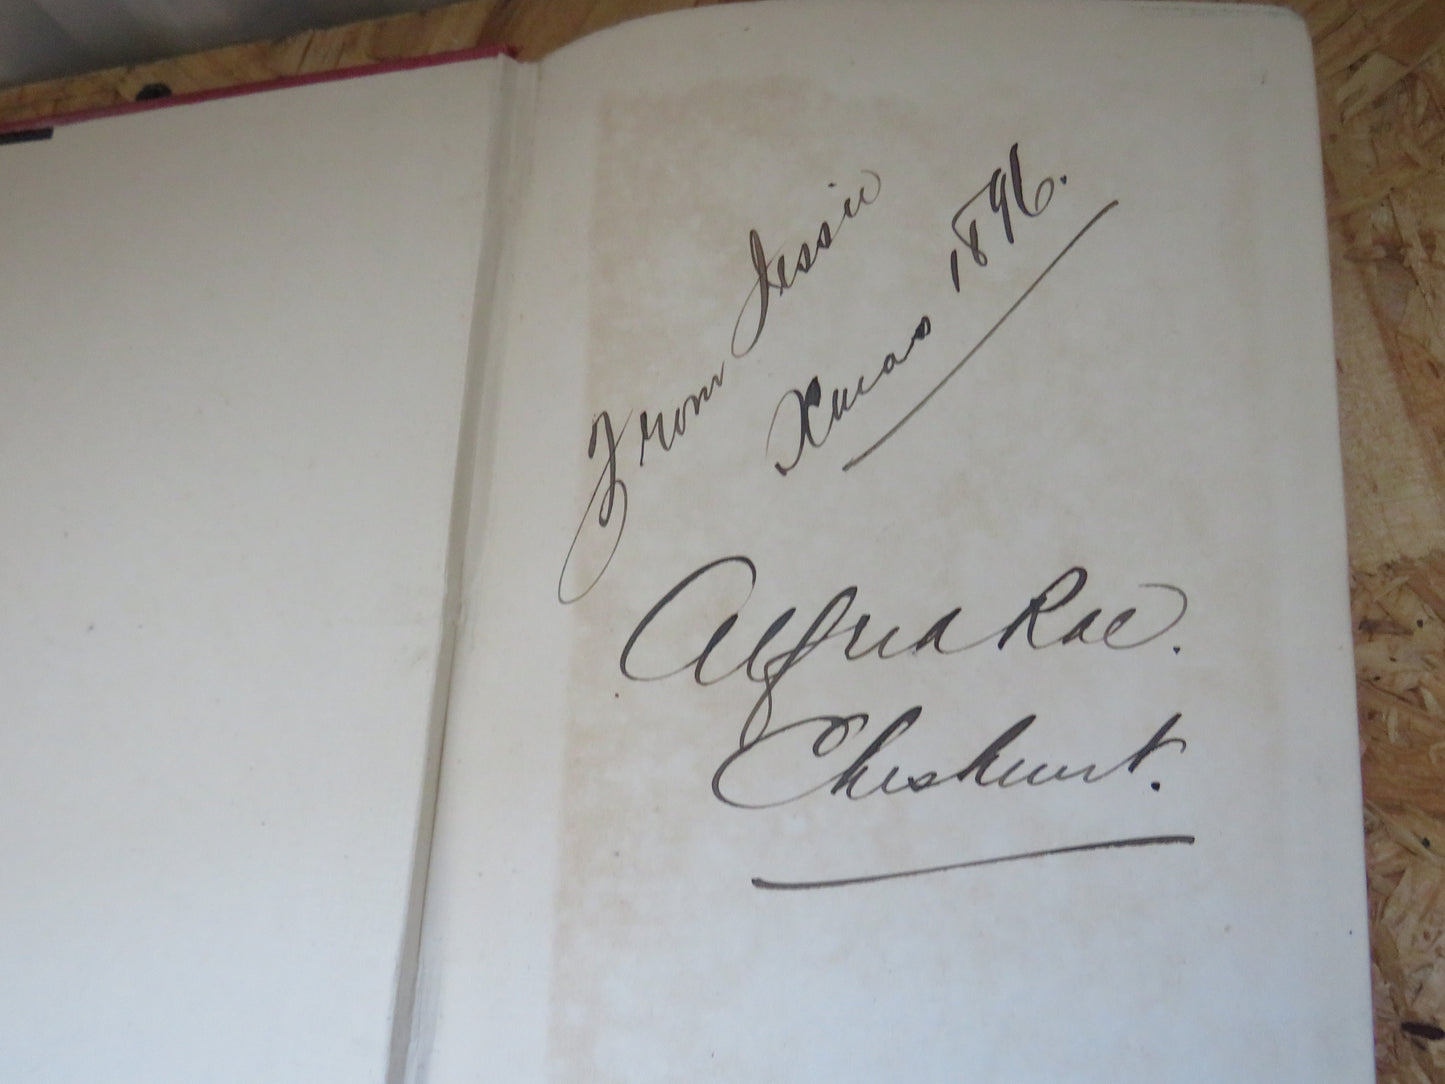 From Jessie
Xmas 1896.
Alfred Rae.
Cheshunt.